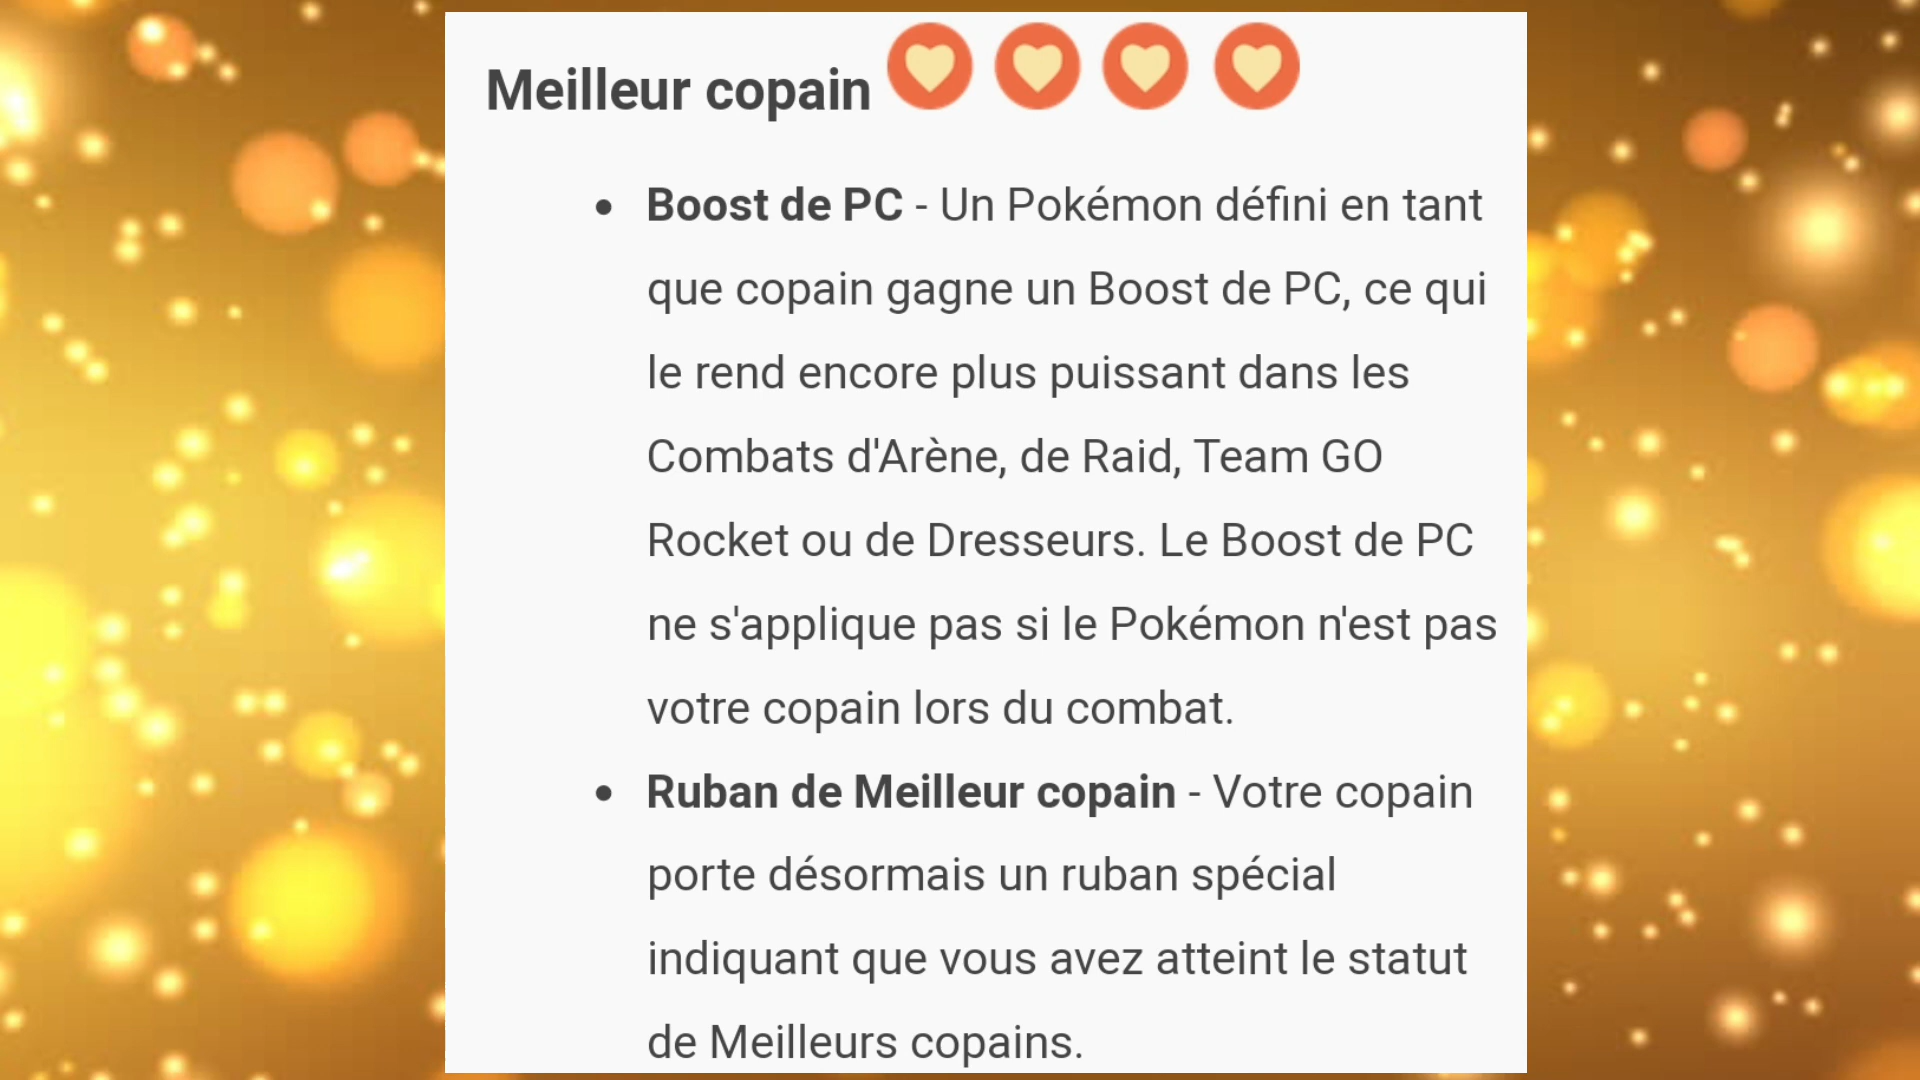 Meilleur copain
• Boost de PC - Un Pokémon défini en tant
que copain gagne un Boost de PC, ce qui
le rend encore plus puissant dans les
Combats d'Arène, de Raid, Team GO
Rocket ou de Dresseurs. Le Boost de PC
ne s'applique pas si le Pokémon n'est pas
votre copain lors du combat.
• Ruban de Meilleur copain - Votre copain
porte désormais un ruban spécial
indiquant que vous avez atteint le statut
de Meilleurs copains.